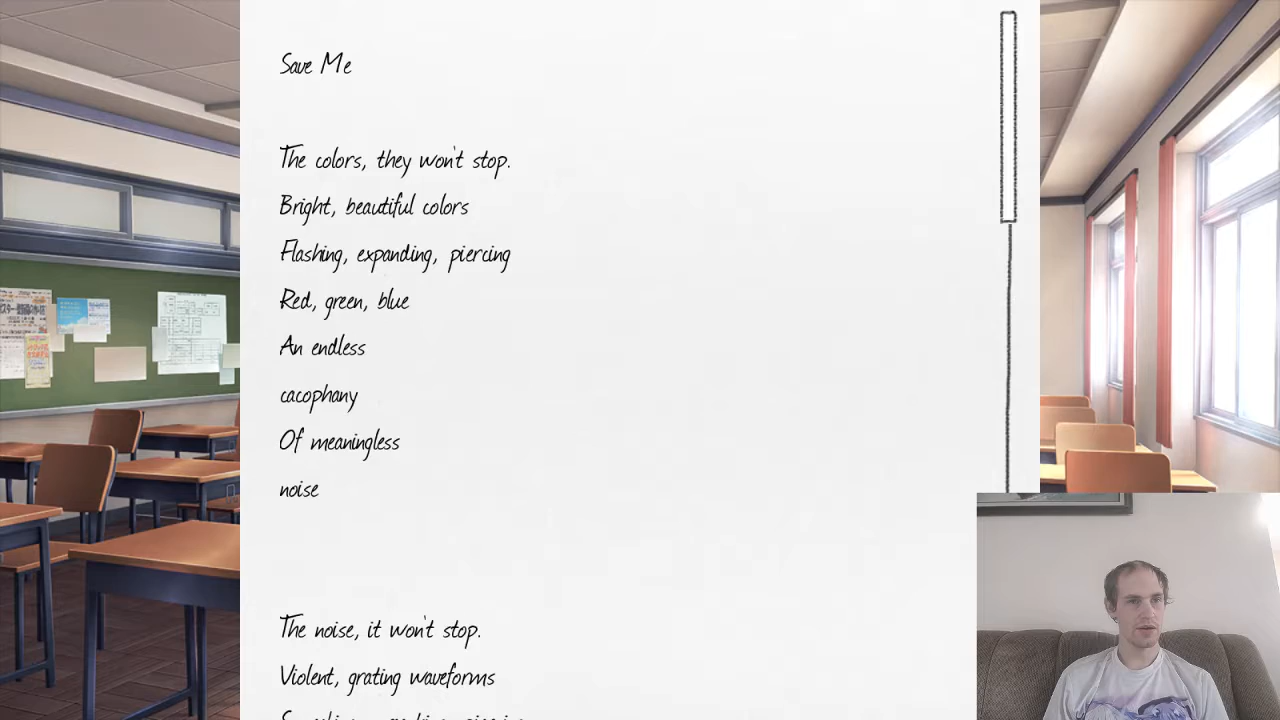 Save Me
The colors, they won't stop.
Bright, beautiful colors
Flashing, expanding, piercing
Red, green, blue
An endless
cacophany
Of meaningless
noise
The noise, it won't stop.
Violent, grating waveforms